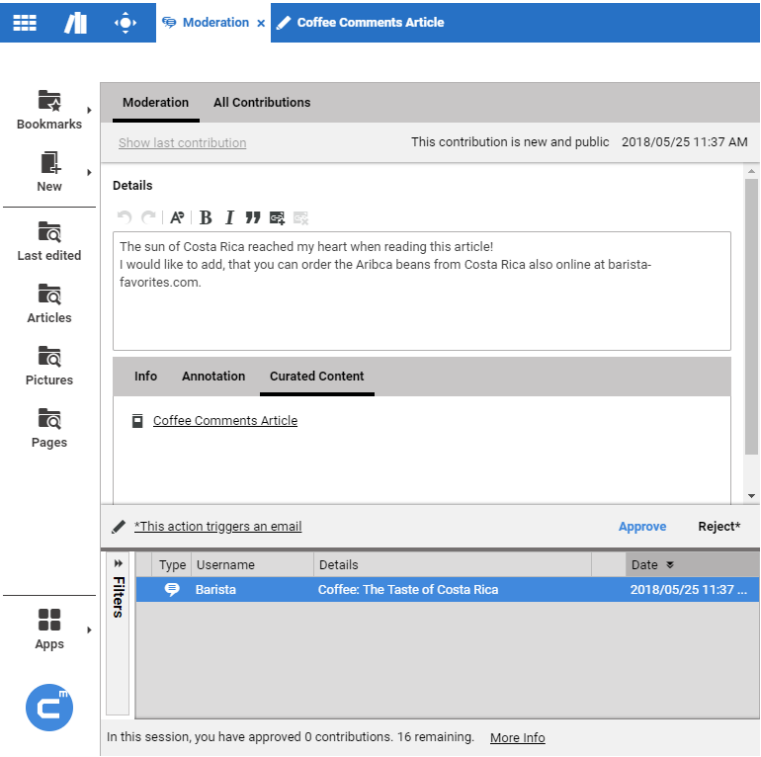 Moderation × Coffee Comments Article
Bookmarks
New
Last edited
Articles
Pictures
Pages
Apps
Moderation All Contributions
Show last contribution This contribution is new and public 2018/05/25 11:37 AM
Details
B I
The sun of Costa Rica reached my heart when reading this article!
I would like to add, that you can order the Aribca beans from Costa Rica also online at barista-
favorites.com.
Info Annotation Curated Content
Coffee Comments Article
*This action triggers an email Approve Reject*
Filters
Type Username Details Date
Barista Coffee: The Taste of Costa Rica 2018/05/25 11:37 ...
In this session, you have approved 0 contributions. 16 remaining. More Info
C m